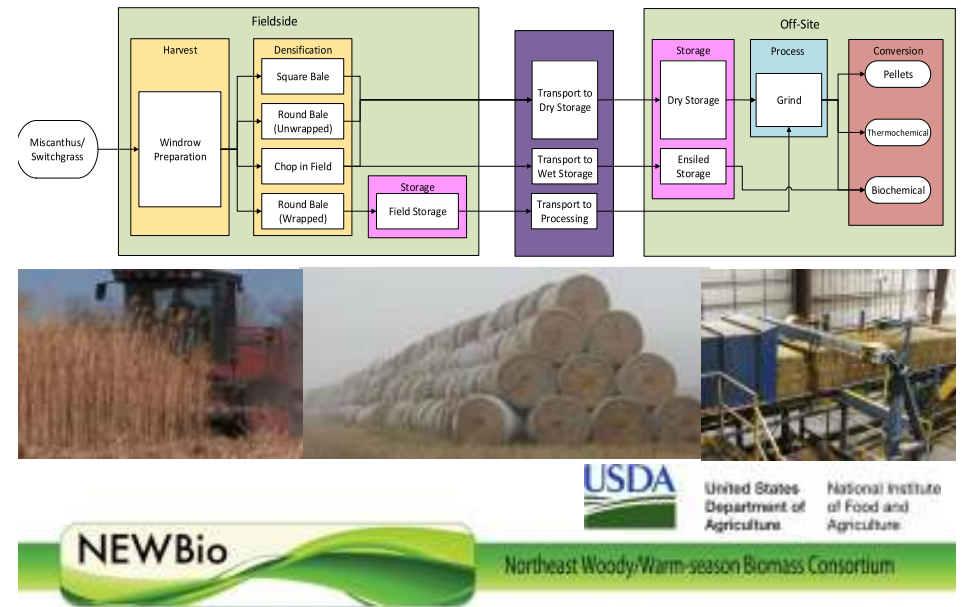 Fieldside
Off-Site
Harvest
Densification
Storage
Process
Conversion
Miscanthus/
Switchgrass
Windrow
Preparation
Square Bale
Round Bale
(Unwrapped)
Chop in Field
Round Bale
(Wrapped)
Storage
Field Storage
Transport to
Dry Storage
Transport to
Wet Storage
Transport to
Processing
Dry Storage
Ensiled
Storage
Grind
Pellets
Thermochemical
Biochemical
USDA
United States
Department of
Agriculture
National Institute
of Food and
Agriculture
NEWBio
Northeast Woody/Warm-season Biomass Consortium